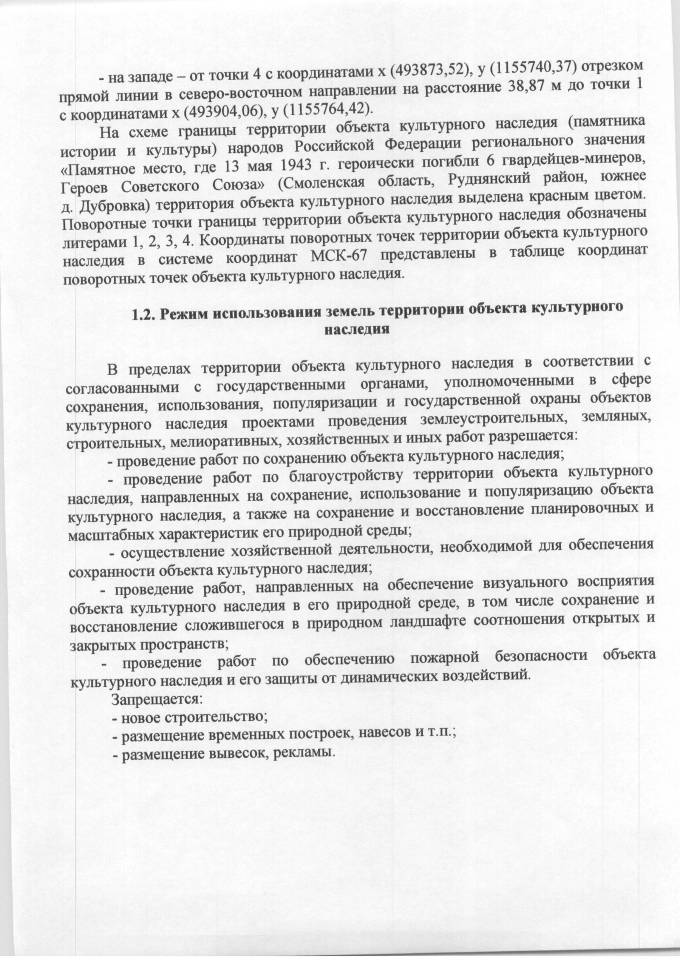 - на западе – от точки 4 с координатами х (493873,52), у (1155740,37) отрезком
прямой линии в северо-восточном направлении на расстояние 38,87 м до точки 1
с координатами х (493904,06), у (1155764,42).
На схеме границы территории объекта культурного наследия (памятника
истории и культуры) народов Российской Федерации регионального значения
«Памятное место, где 13 мая 1943 г. героически погибли 6 гвардейцев-минеров,
Героев Советского Союза» (Смоленская область, Руднянский район, южнее
д. Дубровка) территория объекта культурного наследия выделена красным цветом.
Поворотные точки границы территории объекта культурного наследия обозначены
литерами 1, 2, 3, 4. Координаты поворотных точек территории объекта культурного
наследия в системе координат МСК-67 представлены в таблице координат
поворотных точек объекта культурного наследия.
1.2. Режим использования земель территории объекта культурного
наследия
В пределах территории объекта культурного наследия в соответствии с
согласованными с государственными органами, уполномоченными в сфере
сохранения, использования, популяризации и государственной охраны объектов
культурного наследия проектами проведения землеустроительных, земляных,
строительных, мелиоративных, хозяйственных и иных работ разрешается:
- проведение работ по сохранению объекта культурного наследия;
- проведение работ по благоустройству территории объекта культурного
наследия, направленных на сохранение, использование и популяризацию объекта
культурного наследия, а также на сохранение и восстановление планировочных и
масштабных характеристик его природной среды;
- осуществление хозяйственной деятельности, необходимой для обеспечения
сохранности объекта культурного наследия;
- проведение работ, направленных на обеспечение визуального восприятия
объекта культурного наследия в его природной среде, в том числе сохранение и
восстановление сложившегося в природном ландшафте соотношения открытых и
закрытых пространств;
- проведение работ по обеспечению пожарной безопасности объекта
культурного наследия и его защиты от динамических воздействий.
Запрещается:
- новое строительство;
- размещение временных построек, навесов и т.п.;
- размещение вывесок, рекламы.